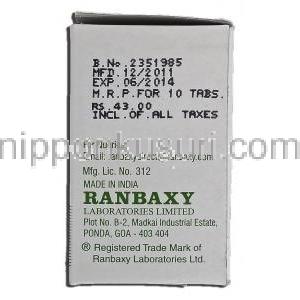 B.No. 2351985
MFD. 12/2011
EXP. 06/2014
M.R.P. FOR 10 TABS.
RS. 43.00
INCL. OF ALL TAXES
nipponkusuri.com
Mfg. Lic. No. 312
MADE IN INDIA
RANBAXY
LABORATORIES LIMITED
Plot No. B-2, Madkai Industrial Estate,
PONDA, GOA - 403 404
® Registered Trade Mark of
Ranbaxy Laboratories Ltd.